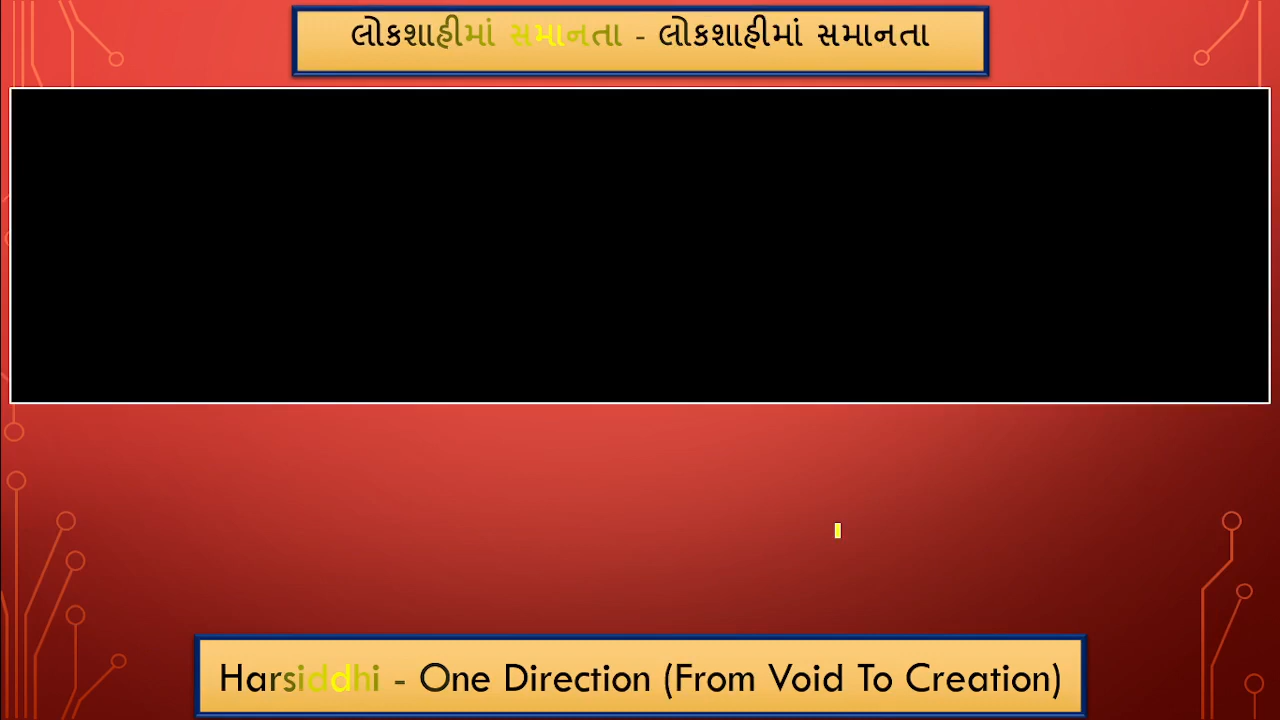 લોકશાહીમાં સમાનતા - લોકશાહીમાં સમાનતા
Harsiddhi - One Direction (From Void To Creation)